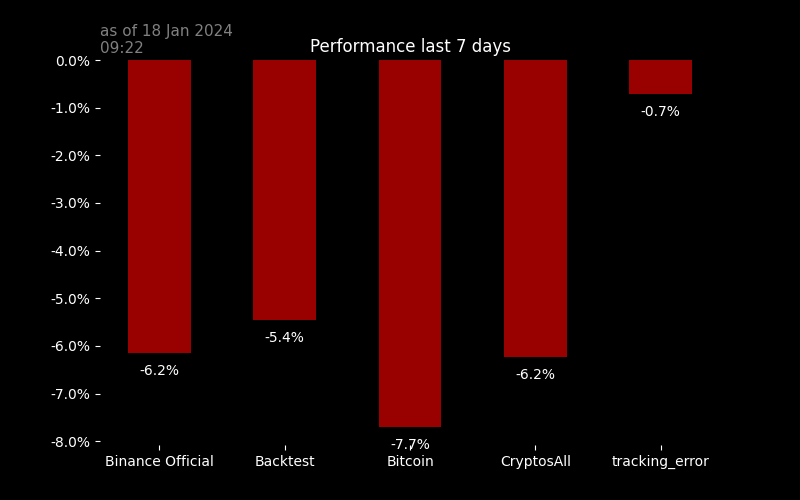 as of 18 Jan 2024
09:22
Performance last 7 days
0.0%
-1.0%
-2.0%
-3.0%
-4.0%
-5.0%
-6.0%
-7.0%
-8.0%
-0.7%
-5.4%
-6.2%
-6.2%
-7.7%
Binance Official
Backtest
Bitcoin
CryptosAll
tracking_error